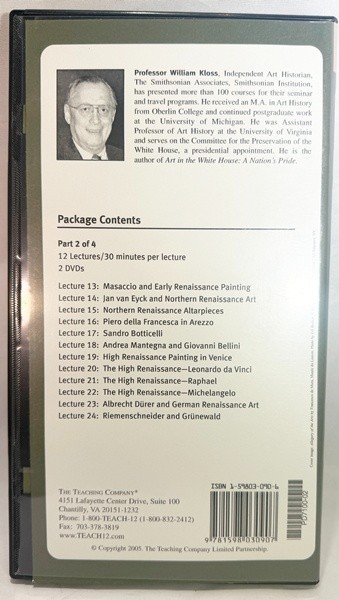 Professor William Kloss, Independent Art Historian,
The Smithsonian Associates, Smithsonian Institution,
has presented more than 100 courses for their seminar
and travel programs. He received an M.A. in Art History
from Oberlin College and continued postgraduate work
at the University of Michigan. He was Assistant
Professor of Art History at the University of Virginia
and serves on the Committee for the Preservation of the
White House, a presidential appointment. He is the
author of Art in the White House: A Nation's Pride.
Package Contents
Part 2 of 4
12 Lectures/30 minutes per lecture
2 DVDs
Lecture 13: Masaccio and Early Renaissance Painting
Lecture 14: Jan van Eyck and Northern Renaissance Art
Lecture 15: Northern Renaissance Altarpieces
Lecture 16: Piero della Francesca in Arezzo
Lecture 17: Sandro Botticelli
Lecture 18: Andrea Mantegna and Giovanni Bellini
Lecture 19: High Renaissance Painting in Venice
Lecture 20: The High Renaissance—Leonardo da Vinci
Lecture 21: The High Renaissance—Raphael
Lecture 22: The High Renaissance—Michelangelo
Lecture 23: Albrecht Dürer and German Renaissance Art
Lecture 24: Riemenschneider and Grünewald
THE TEACHING COMPANY®
4151 Lafayette Center Drive, Suite 100
Chantilly, VA 20151-1232
Phone: 1-800-TEACH-12 (1-800-832-2412)
Fax: 703-378-3819
WWW.TEACH12.COM
© Copyright 2005. The Teaching Company Limited Partnership.
ISBN 1-59803-090-6
9 781598 030907
PD7100-02